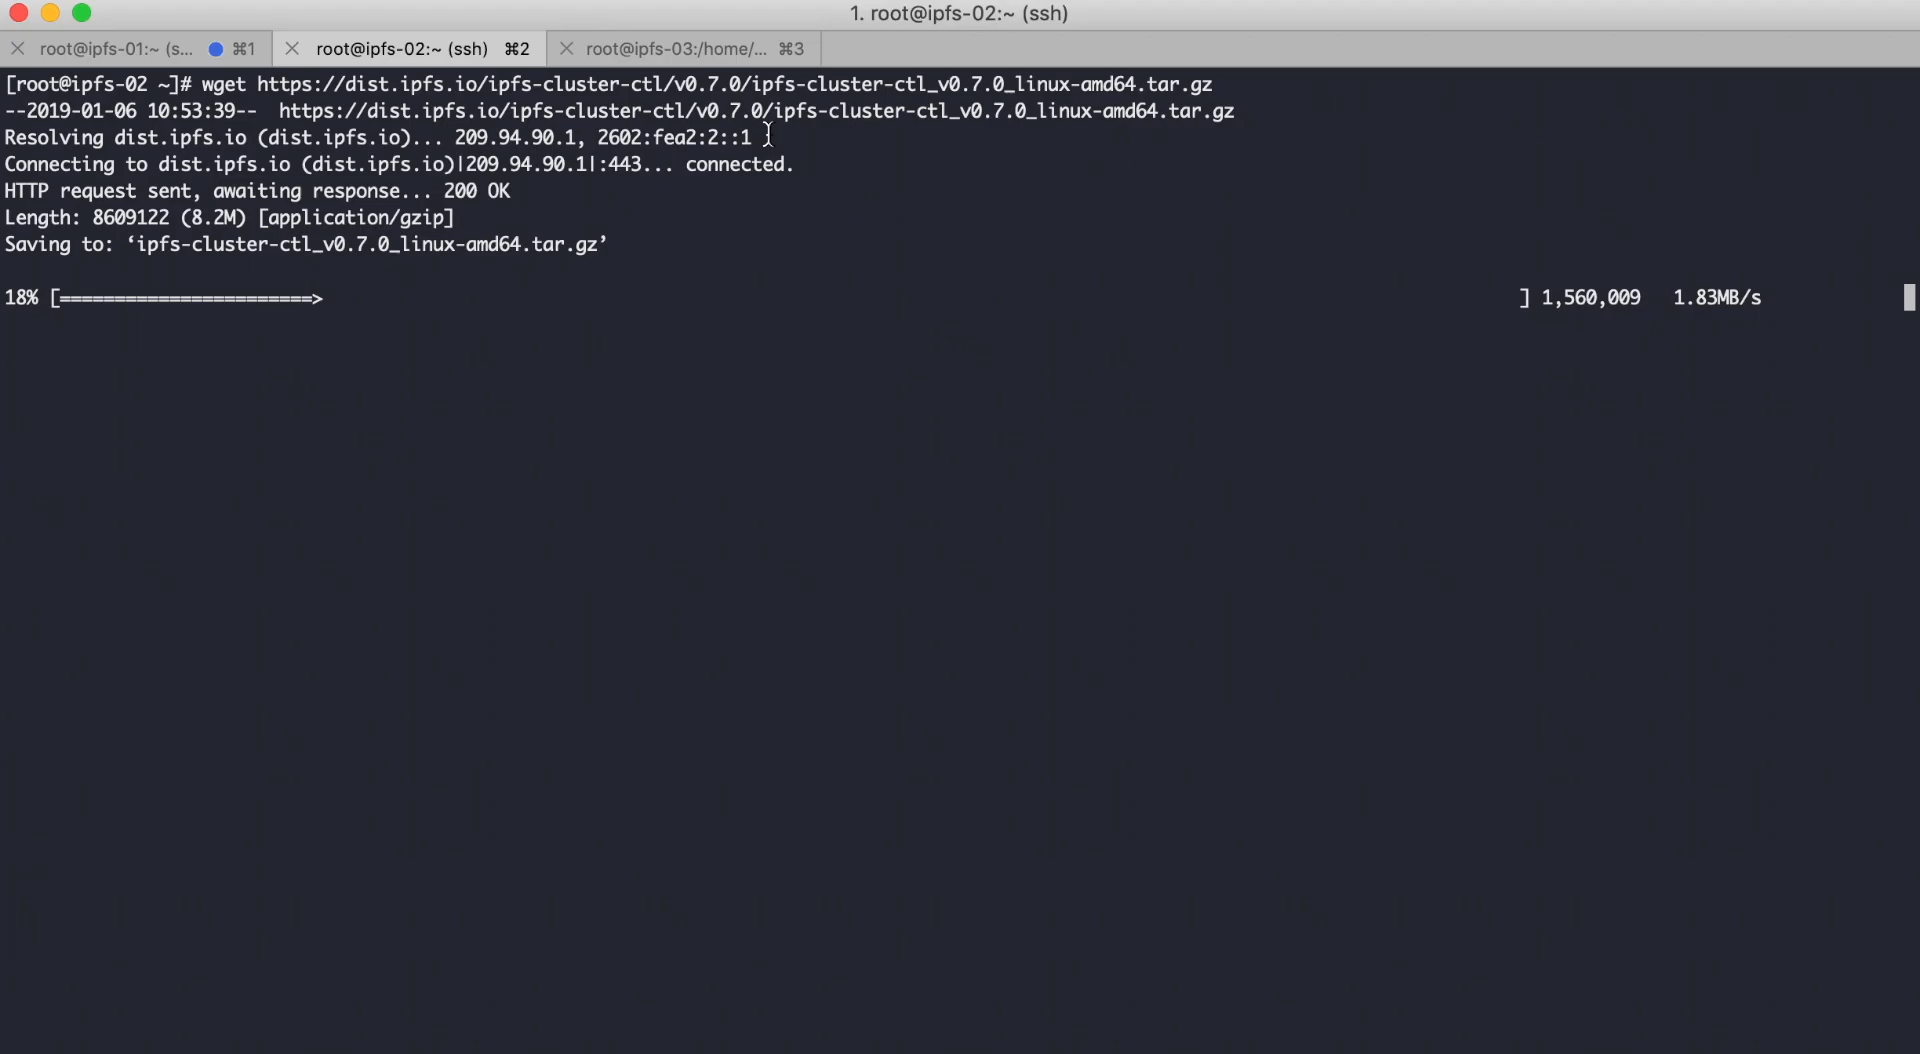 1. root@ipfs-02:~ (ssh)
root@ipfs-01:~ (s... ⌘1
root@ipfs-02:~ (ssh) ⌘2
root@ipfs-03:/home/... ⌘3
[root@ipfs-02 ~]# wget https://dist.ipfs.io/ipfs-cluster-ctl/v0.7.0/ipfs-cluster-ctl_v0.7.0_linux-amd64.tar.gz
--2019-01-06 10:53:39--  https://dist.ipfs.io/ipfs-cluster-ctl/v0.7.0/ipfs-cluster-ctl_v0.7.0_linux-amd64.tar.gz
Resolving dist.ipfs.io (dist.ipfs.io)... 209.94.90.1, 2602:fea2:2::1
Connecting to dist.ipfs.io (dist.ipfs.io)|209.94.90.1|:443... connected.
HTTP request sent, awaiting response... 200 OK
Length: 8609122 (8.2M) [application/gzip]
Saving to: ‘ipfs-cluster-ctl_v0.7.0_linux-amd64.tar.gz’
18% [=======================> ] 1,560,009   1.83MB/s